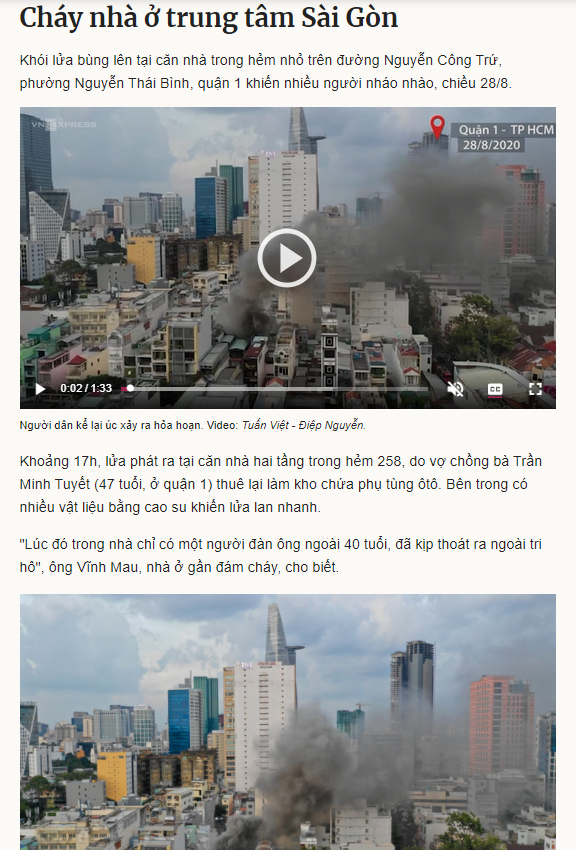 Cháy nhà ở trung tâm Sài Gòn
Khói lửa bùng lên tại căn nhà trong hẻm nhỏ trên đường Nguyễn Công Trứ,
phường Nguyễn Thái Bình, quận 1 khiến nhiều người nháo nhào, chiều 28/8.
VNEXPRESS
Quận 1 - TP HCM
28/8/2020
0:02 / 1:33
CC
Người dân kể lại úc xảy ra hỏa hoạn. Video: Tuấn Việt - Điệp Nguyễn.
Khoảng 17h, lửa phát ra tại căn nhà hai tầng trong hẻm 258, do vợ chồng bà Trần
Minh Tuyết (47 tuổi, ở quận 1) thuê lại làm kho chứa phụ tùng ôtô. Bên trong có
nhiều vật liệu bằng cao su khiến lửa lan nhanh.
"Lúc đó trong nhà chỉ có một người đàn ông ngoài 40 tuổi, đã kịp thoát ra ngoài tri
hô", ông Vĩnh Mau, nhà ở gần đám cháy, cho biết.